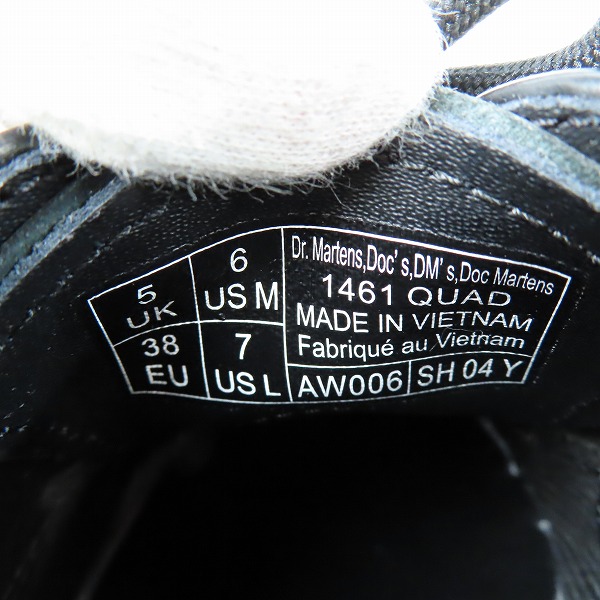 5
UK
6
US M
38
EU
7
US L
Dr. Martens,Doc's,DM's,Doc Martens
1461 QUAD
MADE IN VIETNAM
Fabriqué au Vietnam
AW006 SH 04 Y